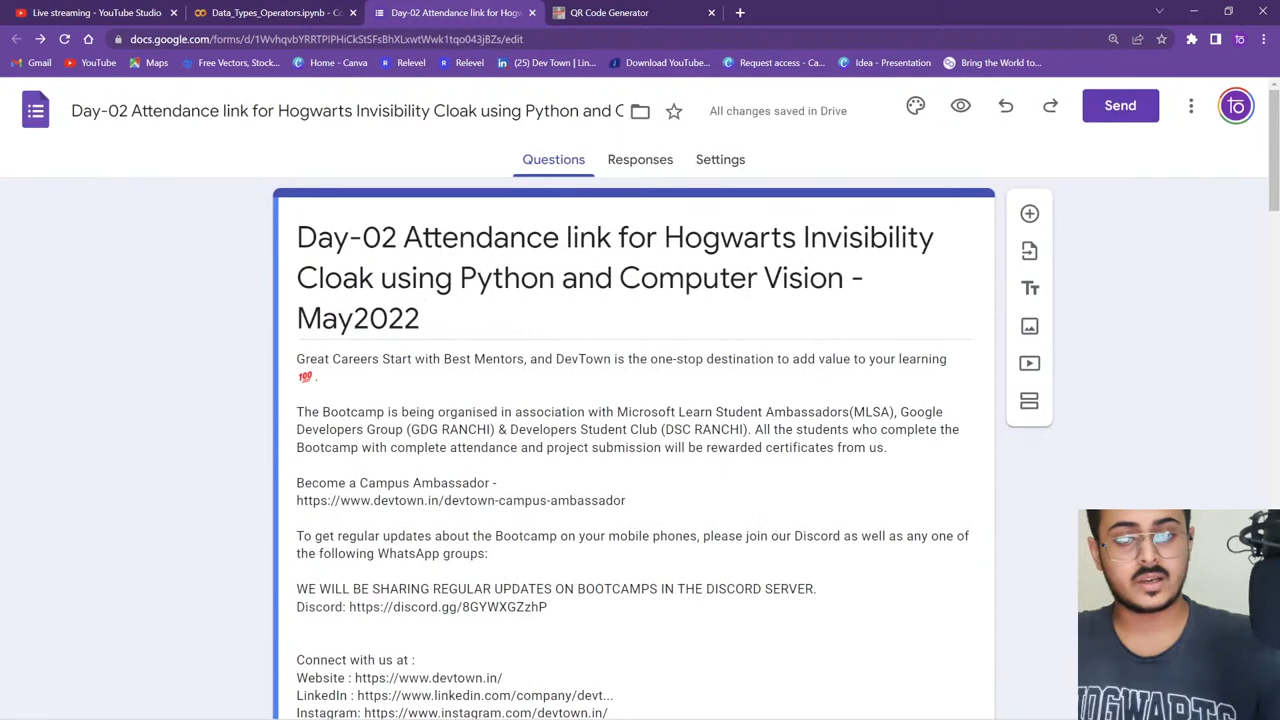 Live streaming - YouTube Studio
Data_Types_Operators.ipynb - Co
Day-02 Attendance link for Hogw
QR Code Generator
docs.google.com/forms/d/1WvhqvbYRRTPlPHiCkStSFsBhXLxwtWwk1tqo043jBZs/edit
Gmail
YouTube
Maps
Free Vectors, Stock...
Home - Canva
Relevel
Relevel
(25) Dev Town | Lin...
Download YouTube...
Request access - Ca...
Idea - Presentation
Bring the World to...
Day-02 Attendance link for Hogwarts Invisibility Cloak using Python and C
All changes saved in Drive
Send
Questions
Responses
Settings
Day-02 Attendance link for Hogwarts Invisibility
Cloak using Python and Computer Vision -
May2022
Great Careers Start with Best Mentors, and DevTown is the one-stop destination to add value to your learning
💯 .
The Bootcamp is being organised in association with Microsoft Learn Student Ambassadors(MLSA), Google
Developers Group (GDG RANCHI) & Developers Student Club (DSC RANCHI). All the students who complete the
Bootcamp with complete attendance and project submission will be rewarded certificates from us.
Become a Campus Ambassador -
https://www.devtown.in/devtown-campus-ambassador
To get regular updates about the Bootcamp on your mobile phones, please join our Discord as well as any one of
the following WhatsApp groups:
WE WILL BE SHARING REGULAR UPDATES ON BOOTCAMPS IN THE DISCORD SERVER.
Discord: https://discord.gg/8GYWXGZzhP
Connect with us at :
Website : https://www.devtown.in/
LinkedIn : https://www.linkedin.com/company/devt...
Instagram: https://www.instagram.com/devtown.in/
HOGWARTS